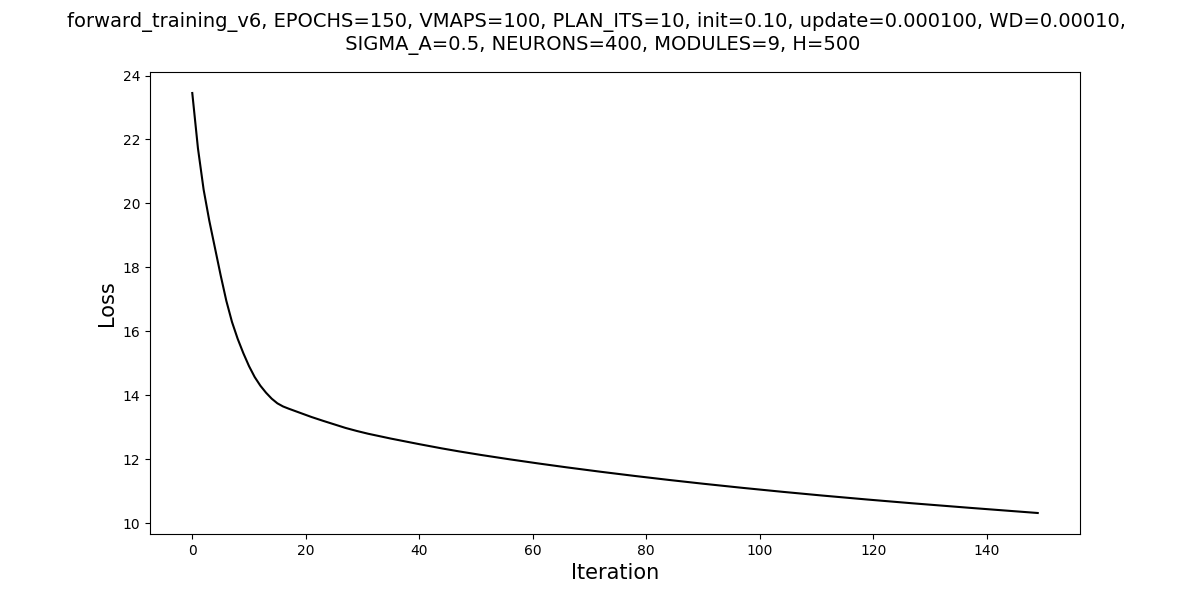 forward_training_v6, EPOCHS=150, VMAPS=100, PLAN_ITS=10, init=0.10, update=0.000100, WD=0.00010,
SIGMA_A=0.5, NEURONS=400, MODULES=9, H=500
24
22
20
18
16
14
12
10
Loss
0 20 40 60 80 100 120 140
Iteration